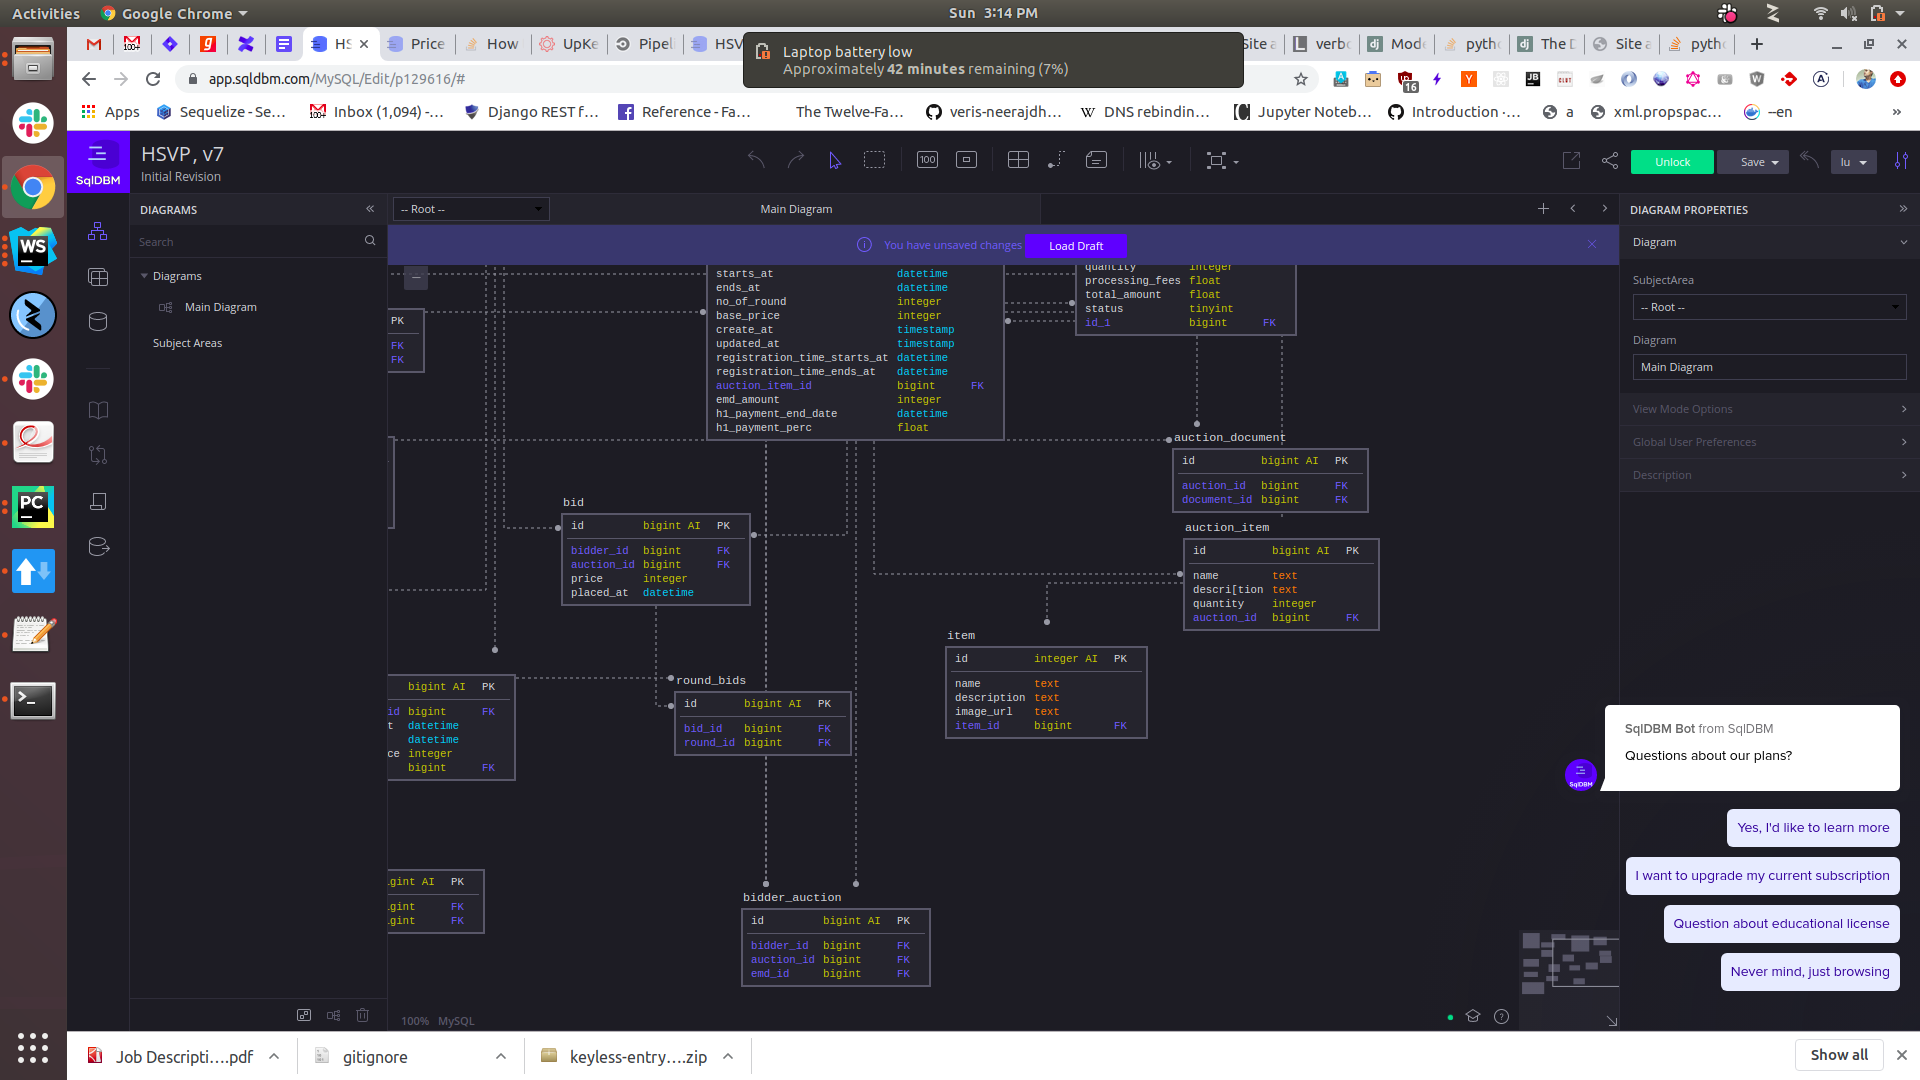 Activities
Google Chrome
Sun 3:14 PM
Laptop battery low
Approximately 42 minutes remaining (7%)
HS
Price
How
UpKe
Pipel
HSV
Site a
verbo
Mode
pytho
The D
Site a
pytho
app.sqldbm.com/MySQL/Edit/p129616/#
16
Apps
Sequelize - Se...
Inbox (1,094) -...
Django REST f...
Reference - Fa...
The Twelve-Fa...
veris-neerajdh...
DNS rebindin...
Jupyter Noteb...
Introduction ·...
a
xml.propspac...
--en
SqlDBM
HSVP, v7
Initial Revision
100
Unlock
Save
lu
DIAGRAMS
Search
Diagrams
Main Diagram
Subject Areas
-- Root --
Main Diagram
You have unsaved changes
Load Draft
DIAGRAM PROPERTIES
Diagram
SubjectArea
-- Root --
Diagram
Main Diagram
View Mode Options
Global User Preferences
Description
PK
FK
FK
starts_at datetime
ends_at datetime
no_of_round integer
base_price integer
create_at timestamp
updated_at timestamp
registration_time_starts_at datetime
registration_time_ends_at datetime
auction_item_id bigint FK
emd_amount integer
h1_payment_end_date datetime
h1_payment_perc float
quantity integer
processing_fees float
total_amount float
status tinyint
id_1 bigint FK
auction_document
id bigint AI PK
auction_id bigint FK
document_id bigint FK
bid
id bigint AI PK
bidder_id bigint FK
auction_id bigint FK
price integer
placed_at datetime
auction_item
id bigint AI PK
name text
descri[tion text
quantity integer
auction_id bigint FK
item
id integer AI PK
name text
description text
image_url text
item_id bigint FK
round_bids
id bigint AI PK
bid_id bigint FK
round_id bigint FK
bigint AI PK
id bigint FK
t datetime
datetime
ce integer
bigint FK
igint AI PK
igint FK
igint FK
bidder_auction
id bigint AI PK
bidder_id bigint FK
auction_id bigint FK
emd_id bigint FK
100% MySQL
SqlDBM Bot from SqlDBM
Questions about our plans?
SqlDBM
Yes, I'd like to learn more
I want to upgrade my current subscription
Question about educational license
Never mind, just browsing
Job Descripti....pdf
gitignore
keyless-entry....zip
Show all